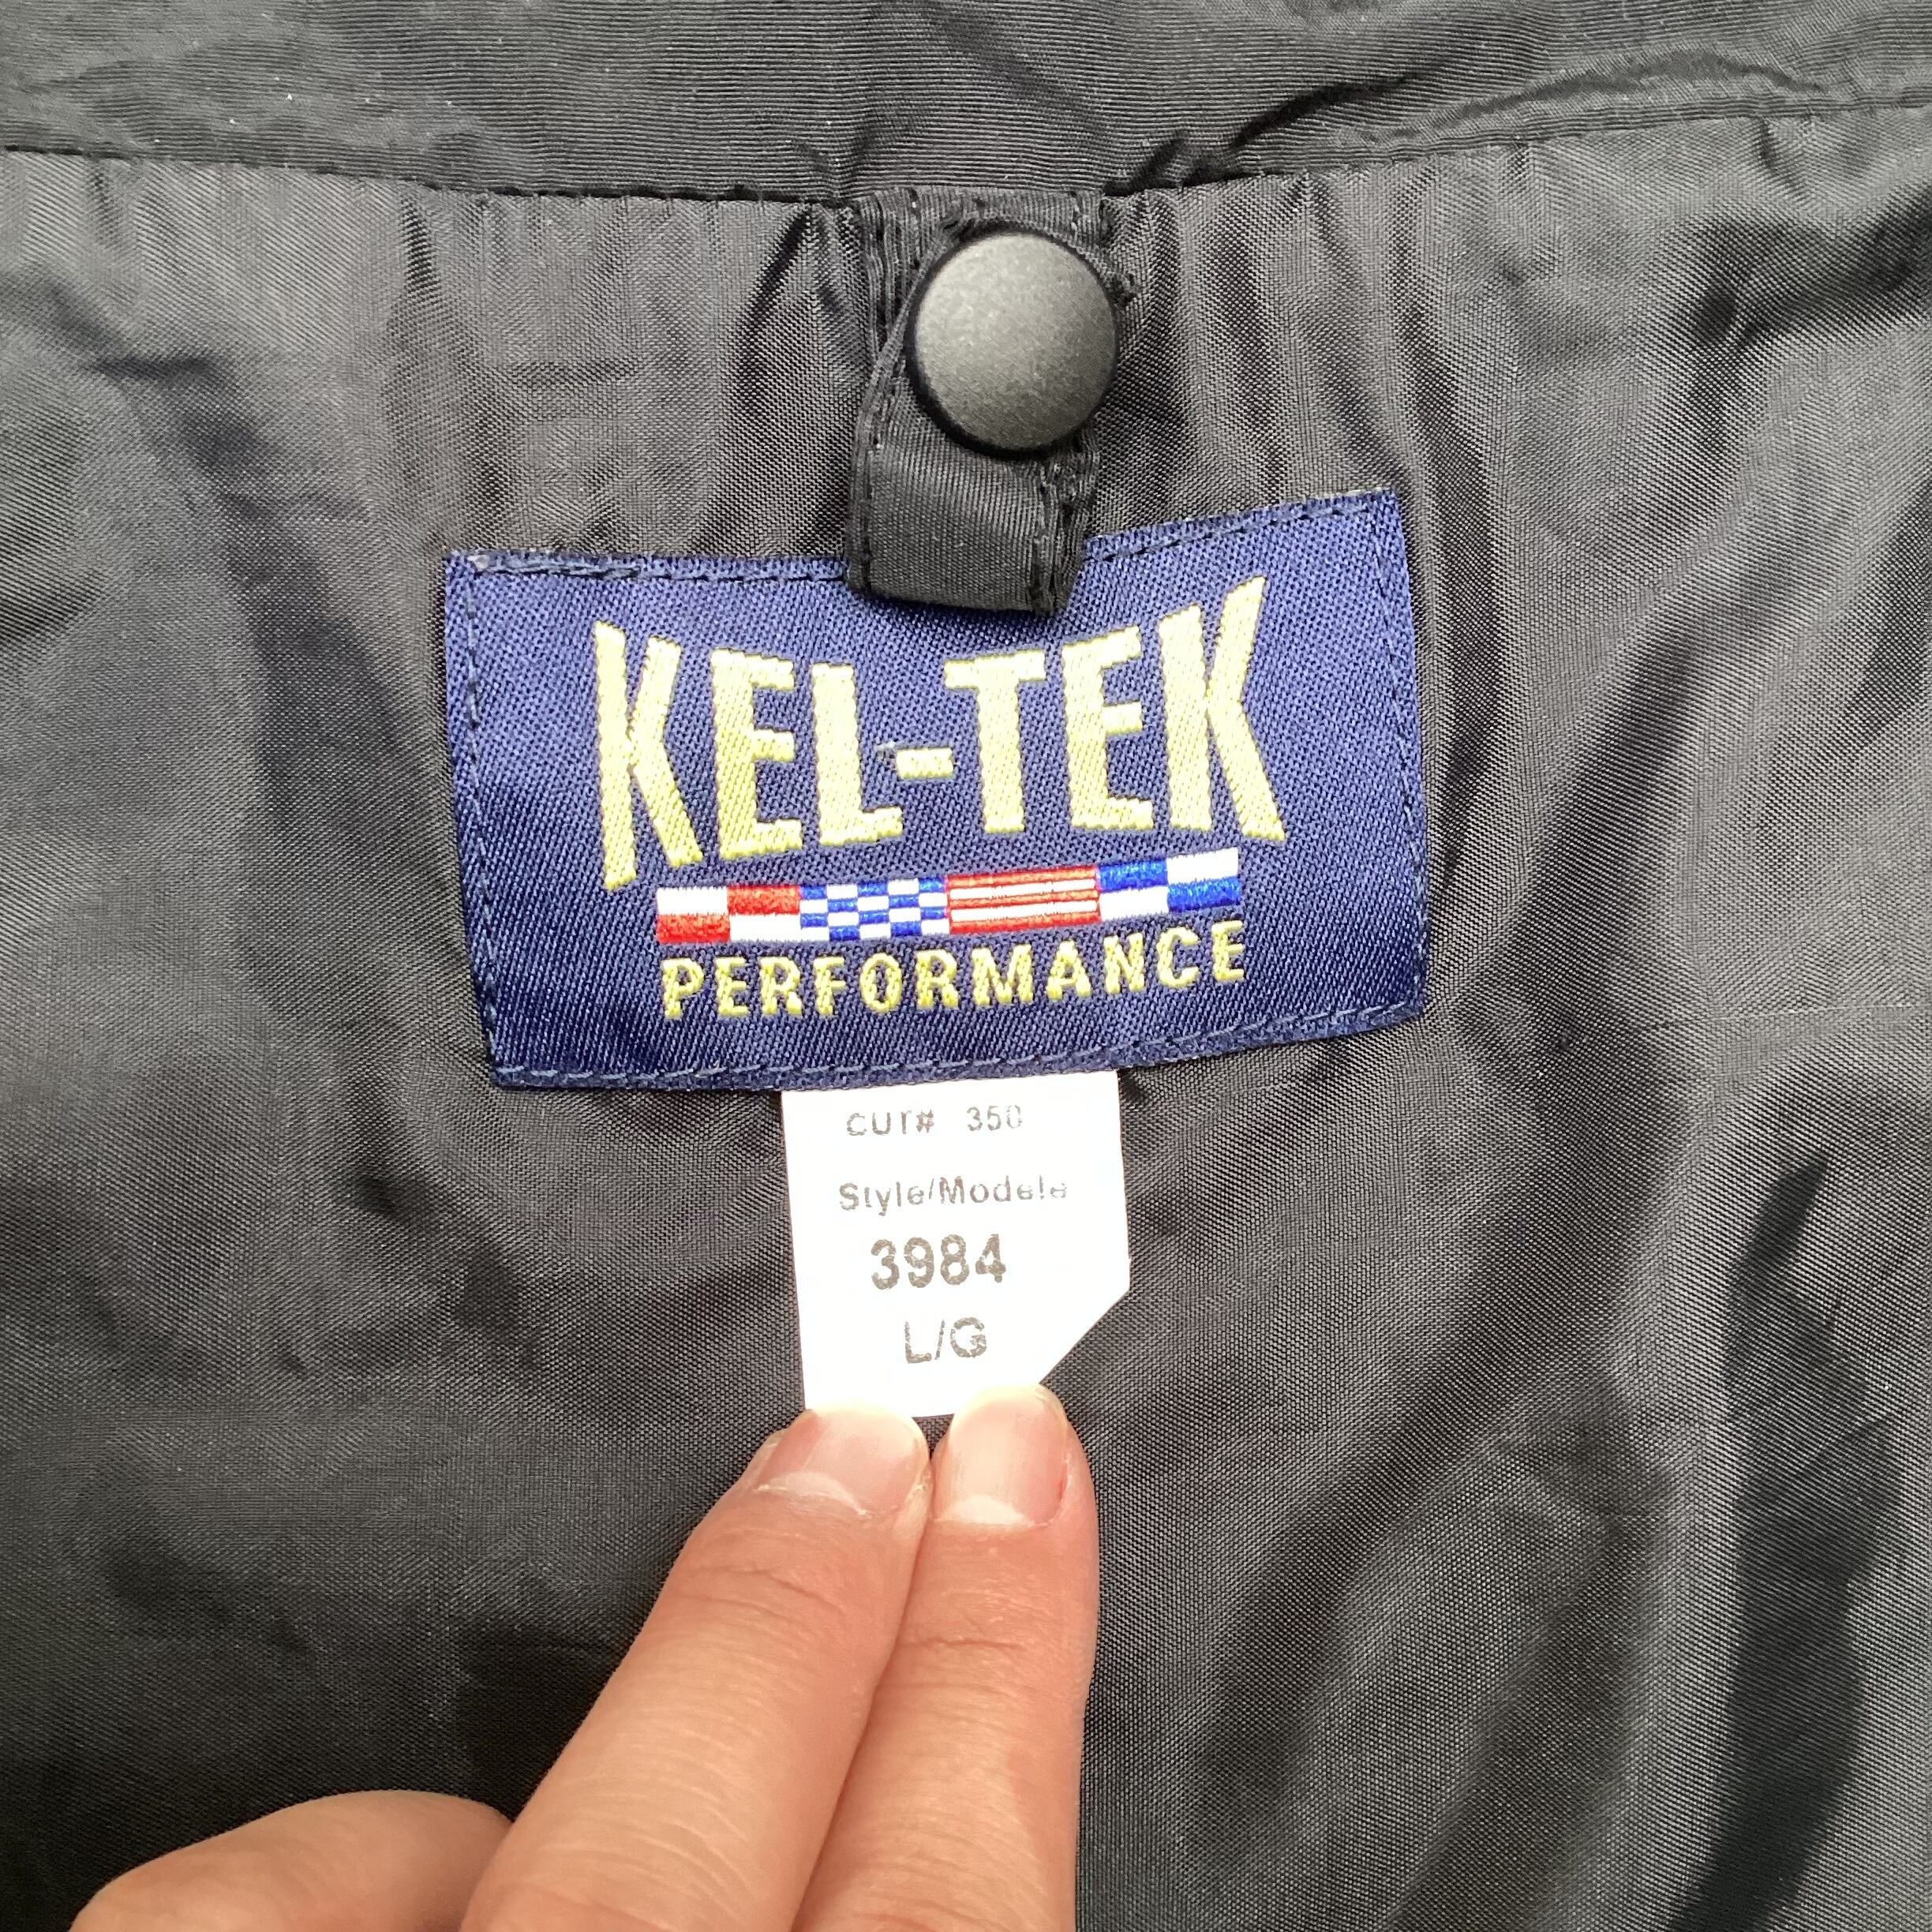 KEL-TEK
PERFORMANCE
CUT# 350
Style/Modele
3984
L/G